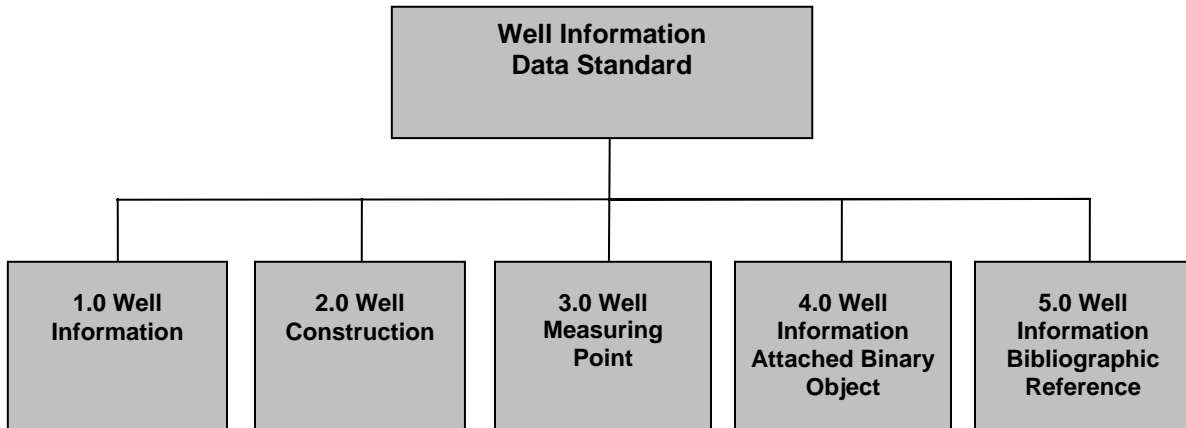 Well Information
Data Standard
1.0 Well
Information
2.0 Well
Construction
3.0 Well
Measuring
Point
4.0 Well
Information
Attached Binary
Object
5.0 Well
Information
Bibliographic
Reference